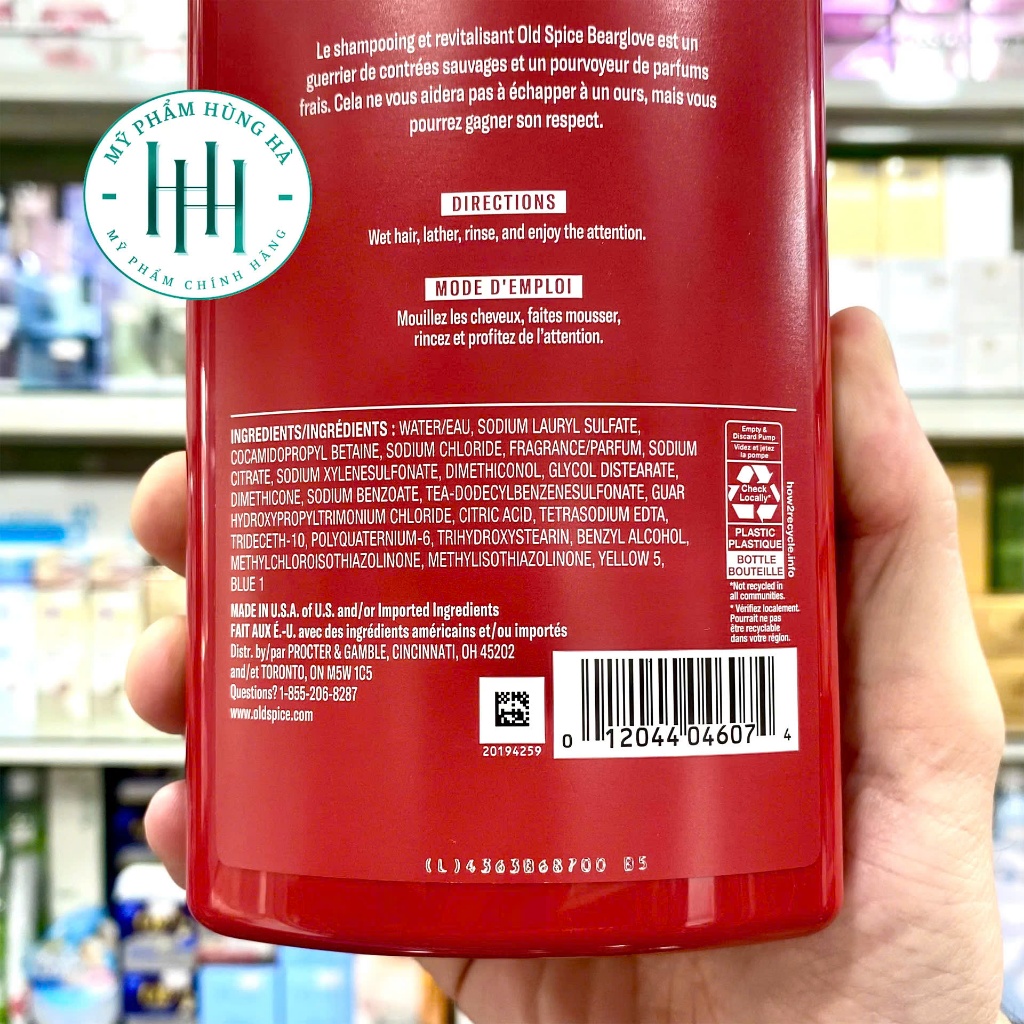 Le shampooing et revitalisant Old Spice Bearglove est un
guerrier de contrées sauvages et un pourvoyeur de parfums
frais. Cela ne vous aidera pas à échapper à un ours, mais vous
pourrez gagner son respect.
MỸ PHẨM HÙNG HÀ
HH
MỸ PHẨM CHÍNH HÃNG
DIRECTIONS
Wet hair, lather, rinse, and enjoy the attention.
MODE D'EMPLOI
Mouillez les cheveux, faites mousser,
rincez et profitez de l'attention.
INGREDIENTS/INGRÉDIENTS : WATER/EAU, SODIUM LAURYL SULFATE,
COCAMIDOPROPYL BETAINE, SODIUM CHLORIDE, FRAGRANCE/PARFUM, SODIUM
CITRATE, SODIUM XYLENESULFONATE, DIMETHICONOL, GLYCOL DISTEARATE,
DIMETHICONE, SODIUM BENZOATE, TEA-DODECYLBENZENESULFONATE, GUAR
HYDROXYPROPYLTRIMONIUM CHLORIDE, CITRIC ACID, TETRASODIUM EDTA,
TRIDECETH-10, POLYQUATERNIUM-6, TRIHYDROXYSTEARIN, BENZYL ALCOHOL,
METHYLCHLOROISOTHIAZOLINONE, METHYLISOTHIAZOLINONE, YELLOW 5,
BLUE 1
MADE IN U.S.A. of U.S. and/or Imported Ingredients
FAIT AUX É.-U. avec des ingrédients américains et/ou importés
Distr. by/par PROCTER & GAMBLE, CINCINNATI, OH 45202
and/et TORONTO, ON M5W 1C5
Questions? 1-855-206-8287
www.oldspice.com
Empty &
Discard Pump
Videz et jetez
la pompe
Check
Locally*
PLASTIC
PLASTIQUE
BOTTLE
BOUTEILLE
how2recycle.info
*Not recycled in
all communities.
* Vérifiez localement.
Pourrait ne pas
être recyclable
dans votre région.
20194259
0 12044 04607 4
(L)4363868700 B5